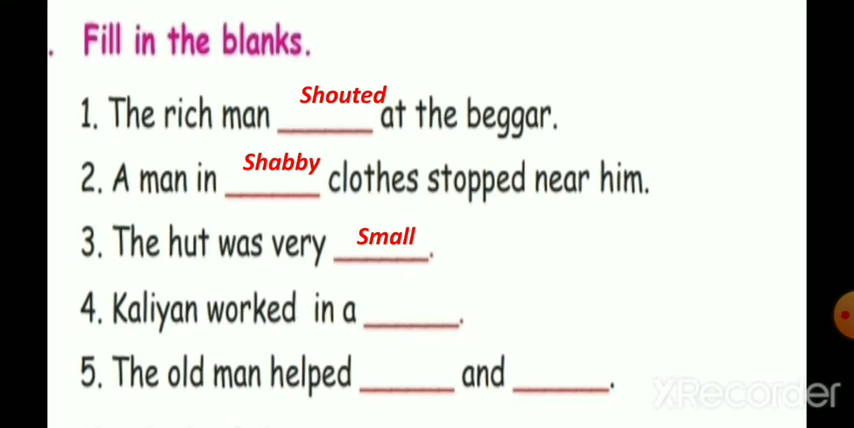 . Fill in the blanks.
1. The rich man Shouted at the beggar.
2. A man in Shabby clothes stopped near him.
3. The hut was very Small.
4. Kaliyan worked in a ______.
5. The old man helped ______ and ______.
XRecorder